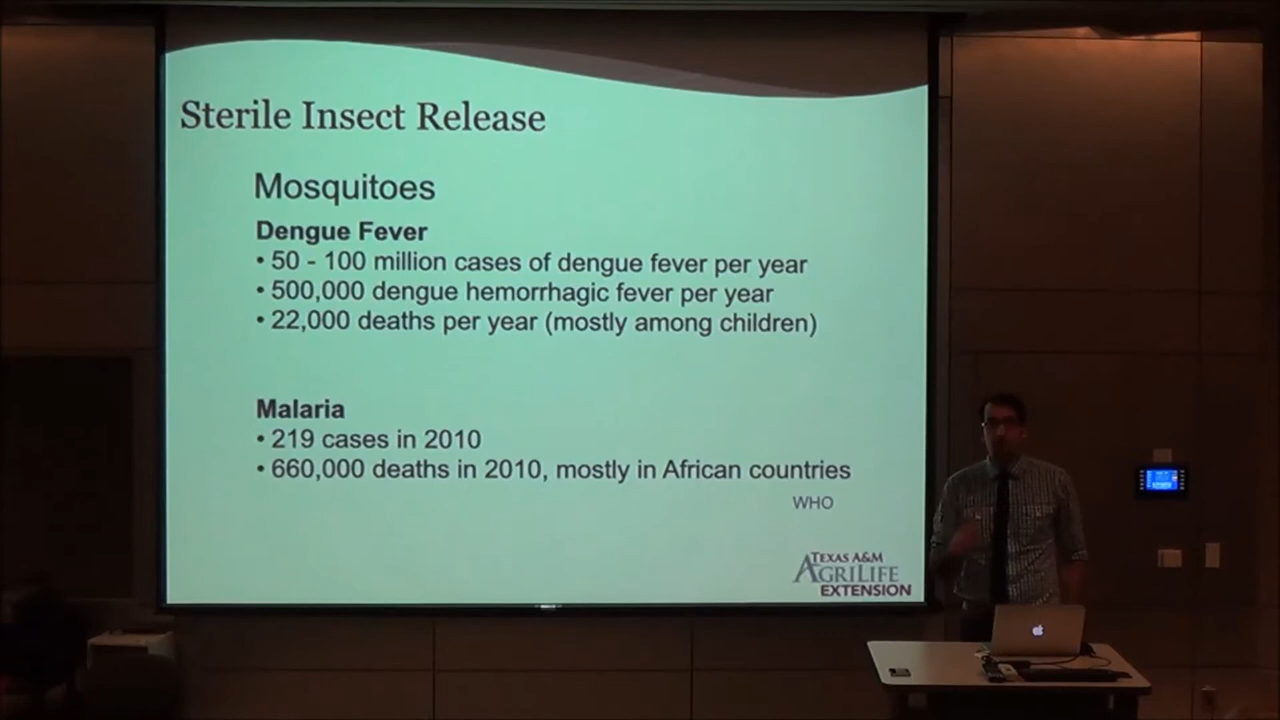 Sterile Insect Release
Mosquitoes
Dengue Fever
• 50 - 100 million cases of dengue fever per year
• 500,000 dengue hemorrhagic fever per year
• 22,000 deaths per year (mostly among children)
Malaria
• 219 cases in 2010
• 660,000 deaths in 2010, mostly in African countries
WHO
TEXAS A&M
AGRILIFE
EXTENSION